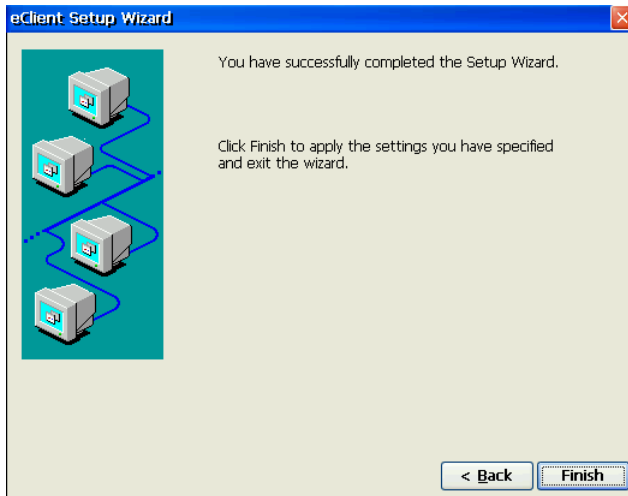 eClient Setup Wizard
You have successfully completed the Setup Wizard.
Click Finish to apply the settings you have specified
and exit the wizard.
< Back
Finish